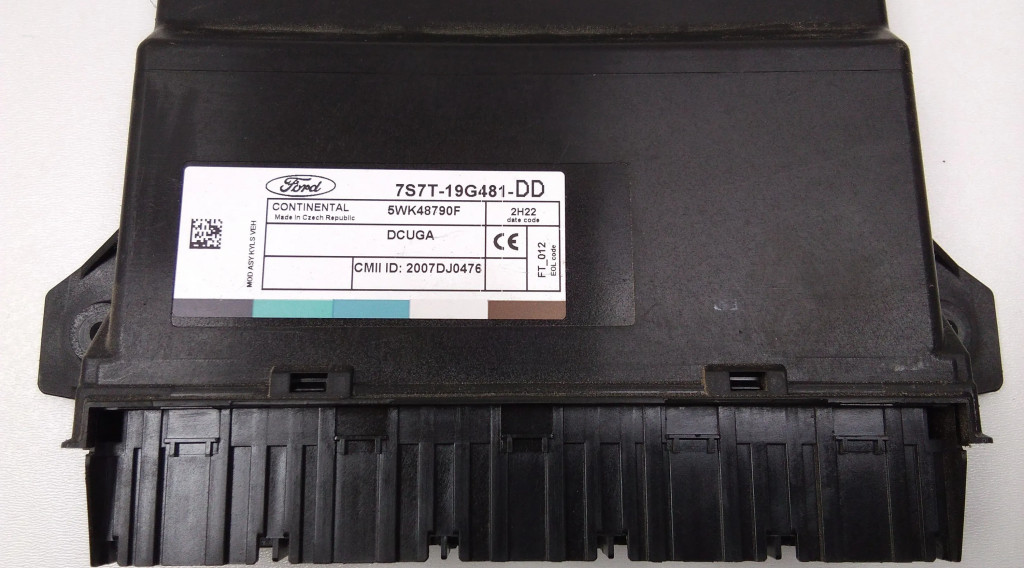 Ford 7S7T-19G481-DD
CONTINENTAL 5WK48790F 2H22
Made in Czech Republic date code
MOD ASY KYLS VEH
DCUGA CE
FT_012
EOL code
CMII ID: 2007DJ0476